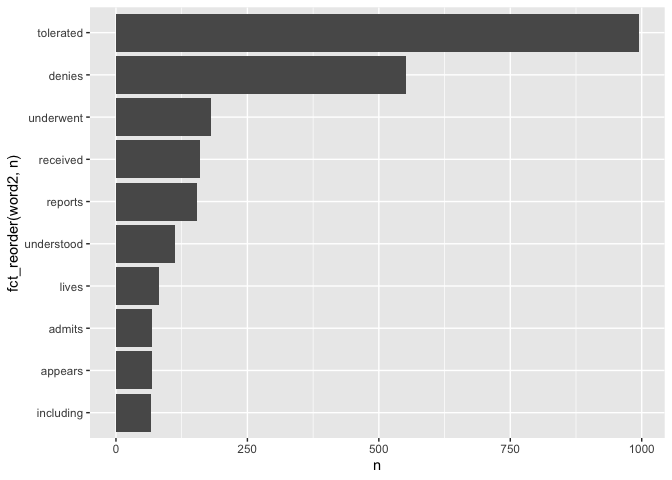 tolerated
denies
underwent
received
reports
understood
lives
admits
appears
including
fct_reorder(word2, n)
0 250 500 750 1000
n